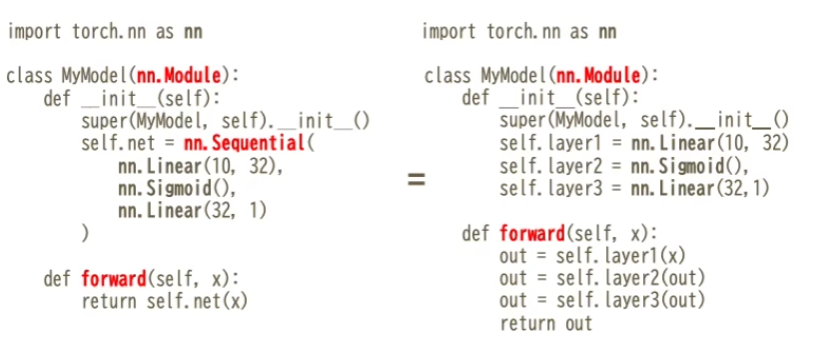 import torch.nn as nn
class MyModel(nn.Module):
def __init__(self):
super(MyModel, self).__init__()
self.net = nn.Sequential(
nn.Linear(10, 32),
nn.Sigmoid(),
nn.Linear(32, 1)
)
def forward(self, x):
return self.net(x)
=
import torch.nn as nn
class MyModel(nn.Module):
def __init__(self):
super(MyModel, self).__init__()
self.layer1 = nn.Linear(10, 32)
self.layer2 = nn.Sigmoid(),
self.layer3 = nn.Linear(32,1)
def forward(self, x):
out = self.layer1(x)
out = self.layer2(out)
out = self.layer3(out)
return out